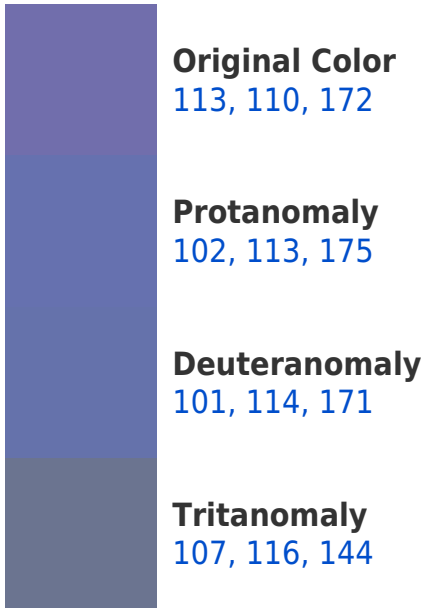 Original Color
113, 110, 172
Protanomaly
102, 113, 175
Deuteranomaly
101, 114, 171
Tritanomaly
107, 116, 144